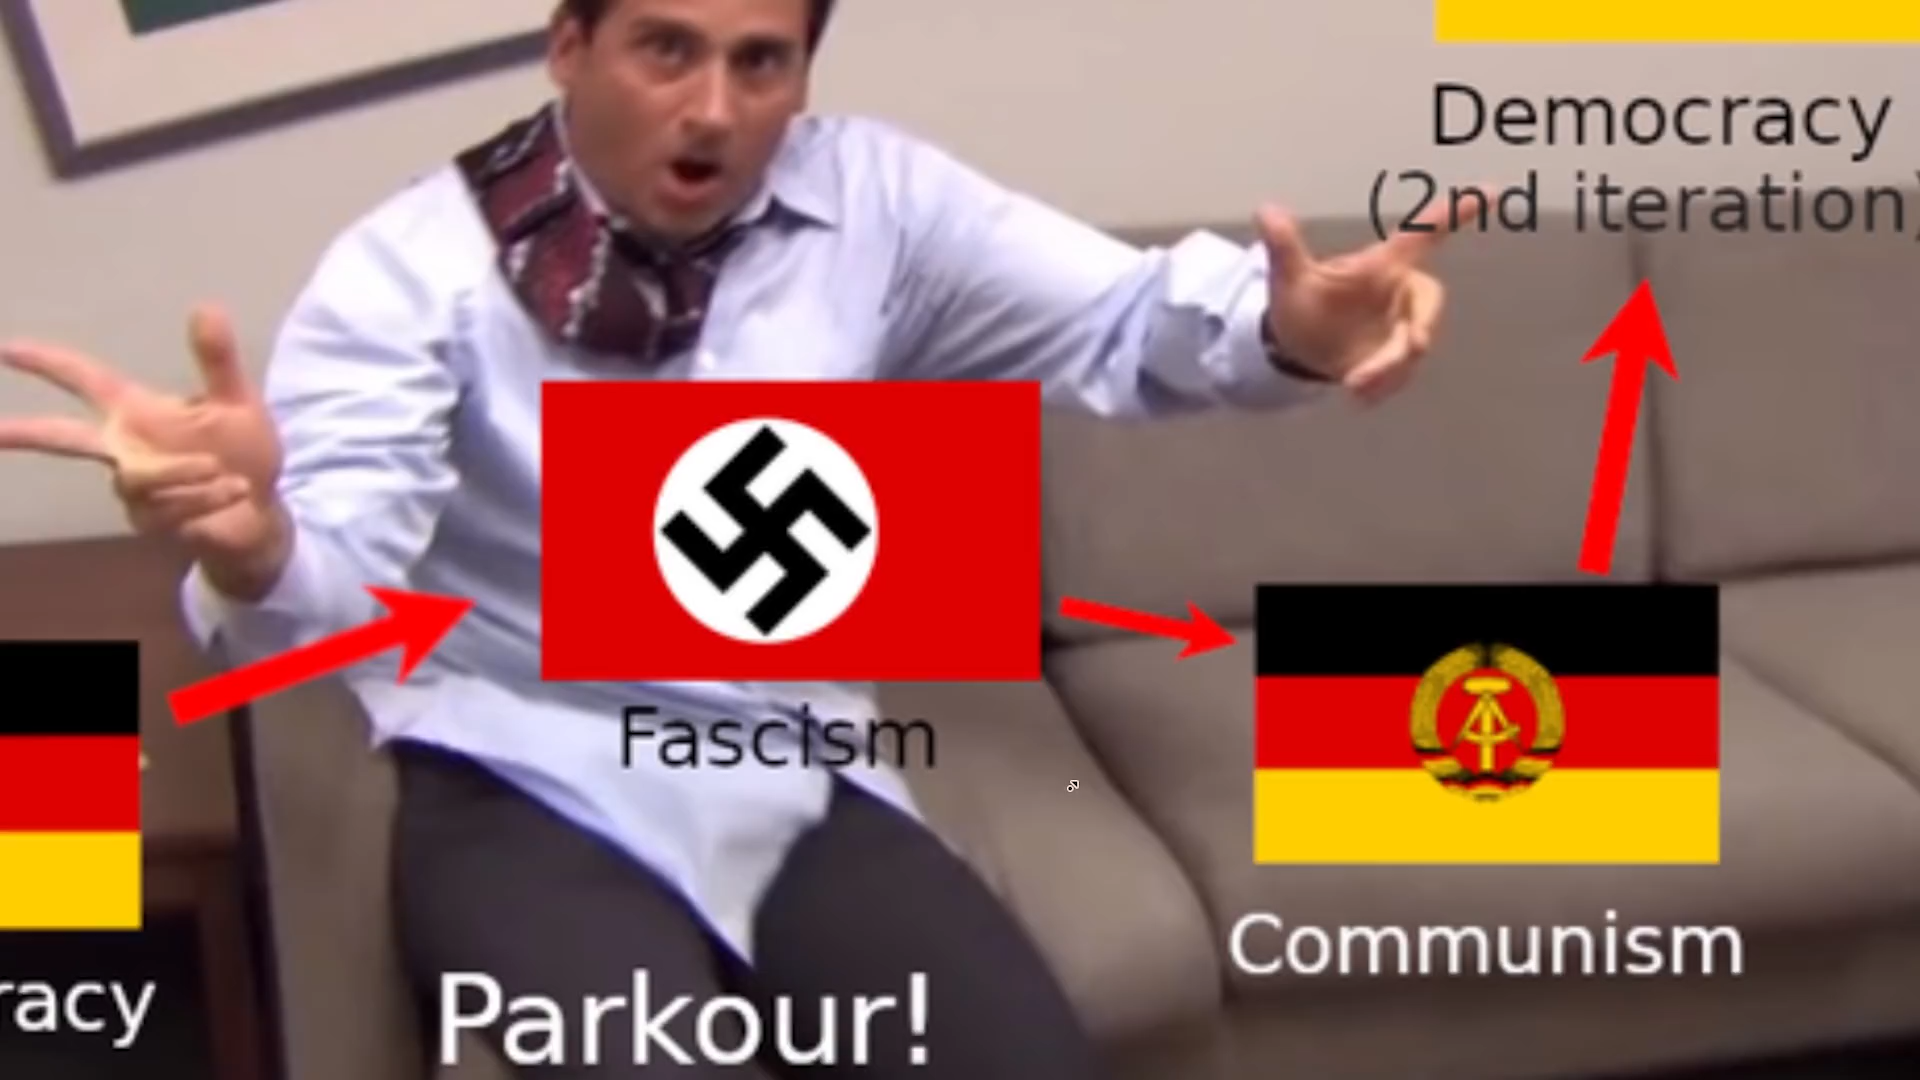 Democracy
(2nd iteration)
Fascism
Communism
racy
Parkour!